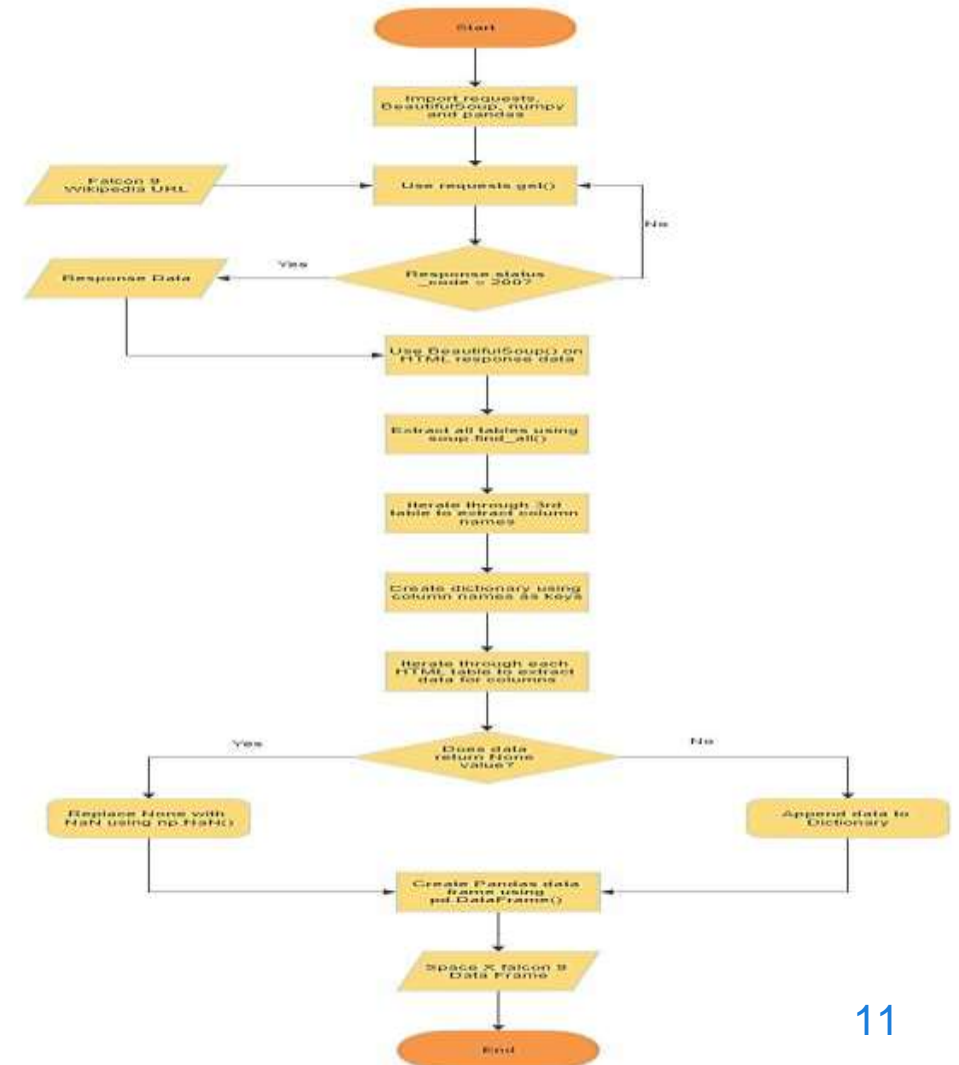 Start
Import requests,
BeautifulSoup, numpy
and pandas
Falcon 9
Wikipedia URL
Use requests get()
No
Yes
Response Data
Response status
_code = 200?
Use BeautifulSoup() on
HTML response data
Extract all tables using
soup.find_all()
Iterate through 3rd
table to extract column
names
Create dictionary using
column names as keys
Iterate through each
HTML table to extract
data for columns
Yes
Does data
return None
value?
No
Replace None with
NaN using np.NaN()
Append data to
Dictionary
Create Pandas data
frame using
pd.DataFrame()
Space X falcon 9
Data Frame
End
11